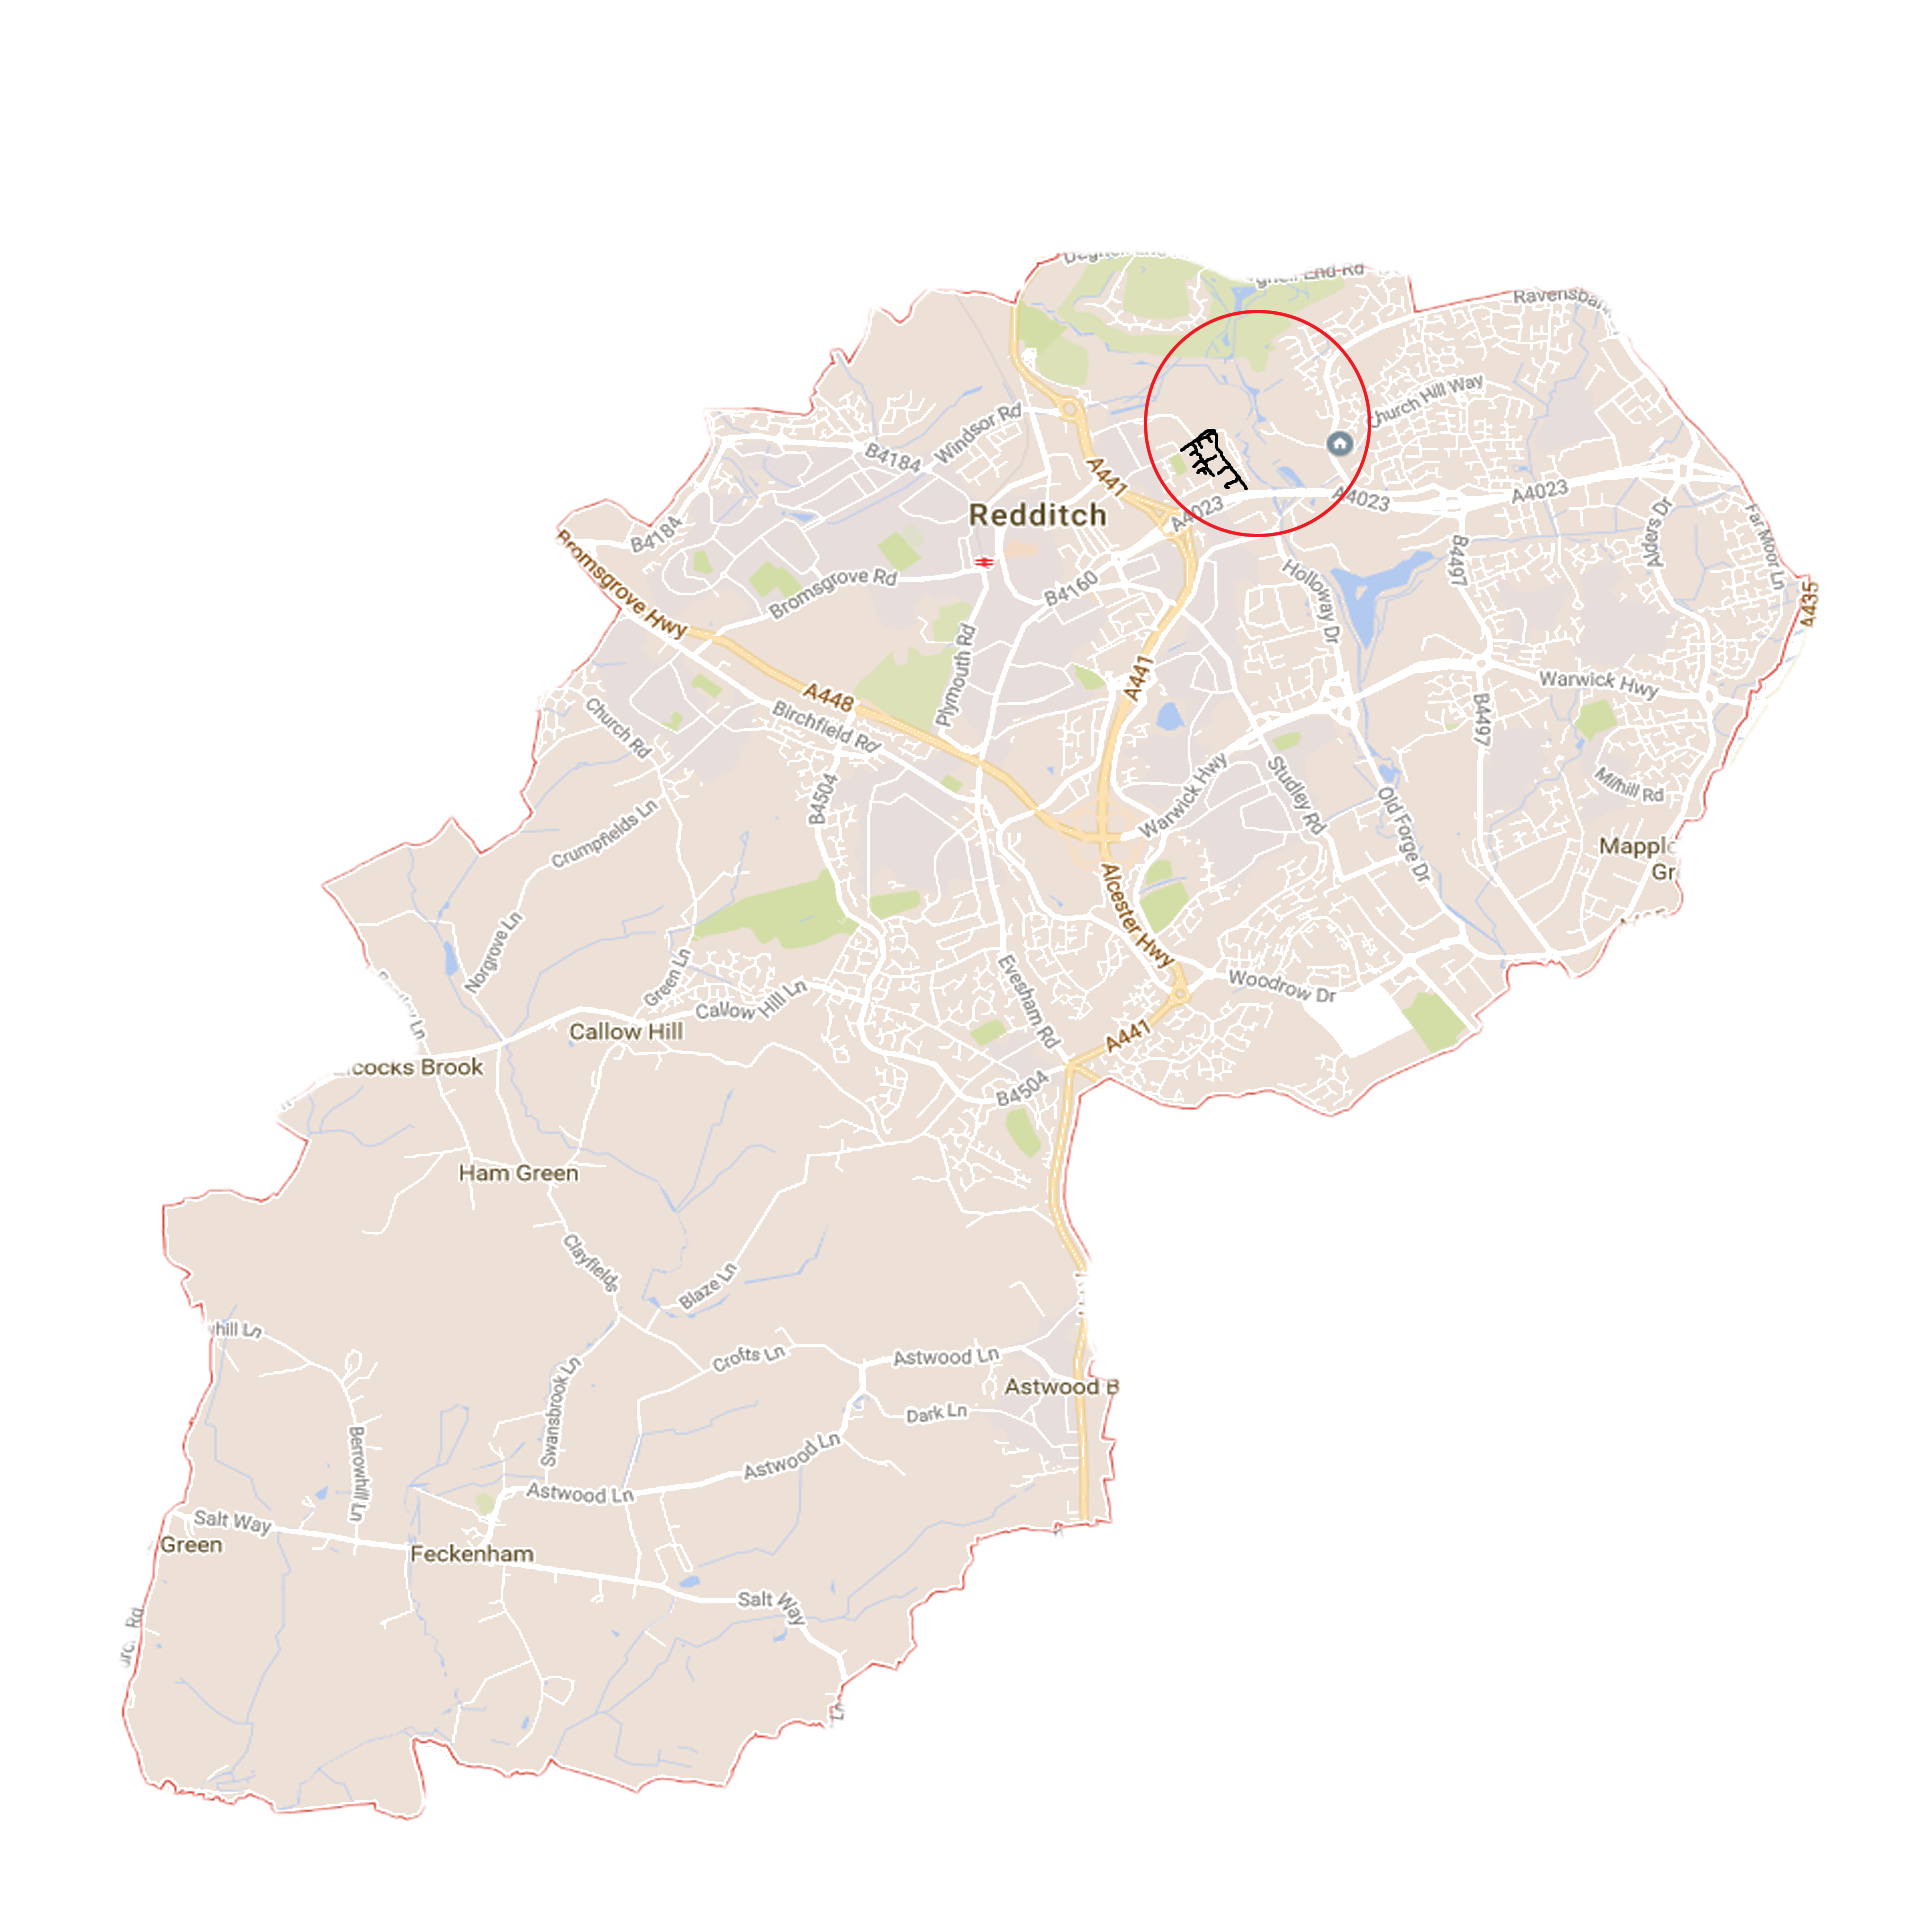 Ravensba
Church Hill Way
Windsor Rd
B4184
A441
A4023
A4023
A4023
Redditch
B4184
Alders Dr
Far Moor Ln
B4497
Bromsgrove Hwy
Bromsgrove Rd
B4160
Holloway Dr
A435
Plymouth Rd
A441
Warwick Hwy
A448
Birchfield Rd
Church Rd
B4497
B4504
Warwick Hwy
Studley Rd
Old Forge Dr
Millhill Rd
Crumpfields Ln
Mapple
Gr
Alcester Hwy
Norgrove Ln
Green Ln
Evesham Rd
Woodrow Dr
Callow Hill Ln
Callow Hill
A441
cocks Brook
B4504
Ham Green
Clayfields
Blaze Ln
hill Ln
Crofts Ln
Astwood Ln
Astwood B
Swansbrook Ln
Dark Ln
Berrowhill Ln
Astwood Ln
Astwood Ln
Salt Way
Green
Feckenham
Salt Way
Rd
Ln